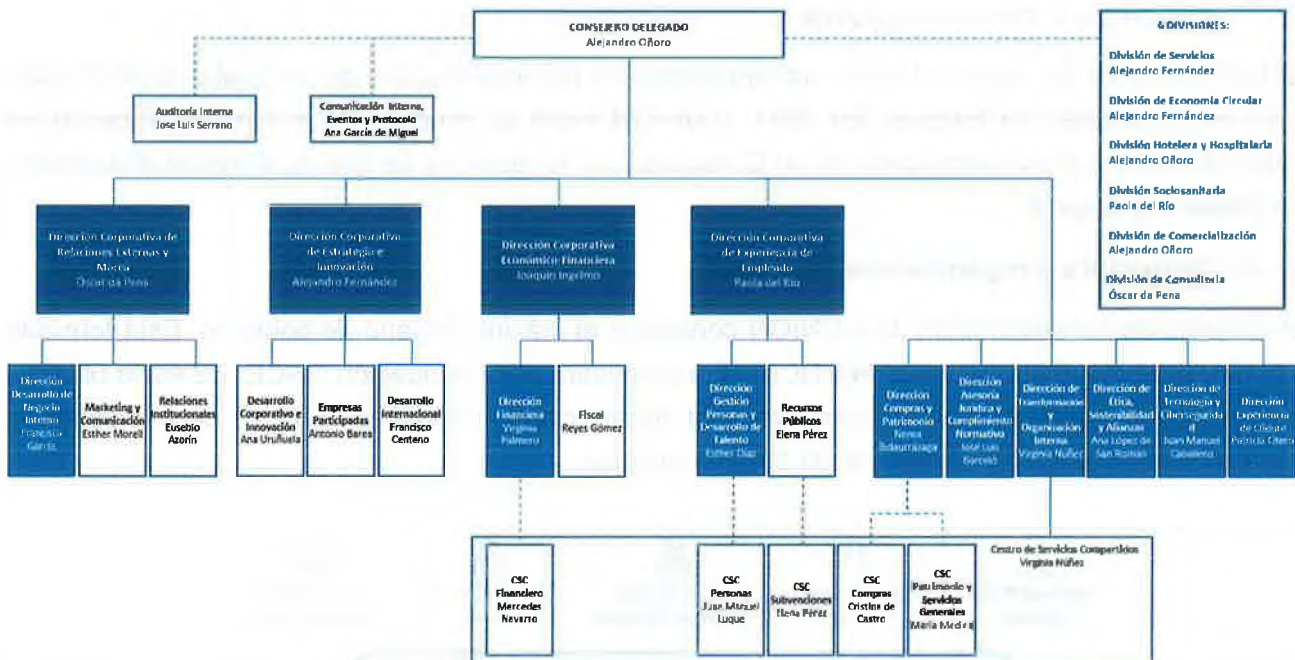 CONSEJERO DELEGADO
Alejandro Oñoro
6 DIVISIONES:
División de Servicios
Alejandro Fernández
División de Economía Circular
Alejandro Fernández
División Hotelera y Hospitalaria
Alejandro Oñoro
División Sociosanitaria
Paola del Río
División de Comercialización
Alejandro Oñoro
División de Consultoría
Óscar da Pena
Auditoría Interna
Jose Luis Serrano
Comunicación Interna,
Eventos y Protocolo
Ana García de Miguel
Dirección Corporativa de
Relaciones Externas y
Marca
Óscar da Pena
Dirección Corporativa
de Estrategia e
Innovación
Alejandro Fernández
Dirección Corporativa
Económico Financiera
Joaquín Ingelmo
Dirección Corporativa
de Experiencia de
Empleado
Paola del Río
Dirección
Desarrollo de
Negocio
Interno
Francisco
García
Marketing y
Comunicación
Esther Morell
Relaciones
Institucionales
Eusebio
Azorín
Desarrollo
Corporativo e
Innovación
Ana Uruñuela
Empresas
Participadas
Antonio Barea
Desarrollo
Internacional
Francisco
Centeno
Dirección
Financiera
Virginia
Palmero
Fiscal
Reyes Gómez
Dirección
Gestión
Personas y
Desarrollo de
Talento
Esther Díaz
Recursos
Públicos
Elena Pérez
Dirección
Compras y
Patrimonio
Dirección
Asesoría
Jurídica y
Cumplimiento
Normativo
José Luis
Barceló
Dirección de
Transformación
y
Organización
Interna
Virginia Núñez
Dirección de
Ética,
Sostenibilidad
y Alianzas
Ana López de
San Román
Dirección de
Tecnología y
Ciberseguridad
d
Juan Manuel
Caballero
Dirección
Experiencia
de Cliente
Patricia
Centro de Servicios Compartidos
Virginia Núñez
CSC
Financiero
Mercedes
Navarro
CSC
Personas
Juan Manuel
Luque
CSC
Subvenciones
Elena Pérez
CSC
Compras
Cristina de
Castro
CSC
Patrimonio y
Servicios
Generales
María Medina